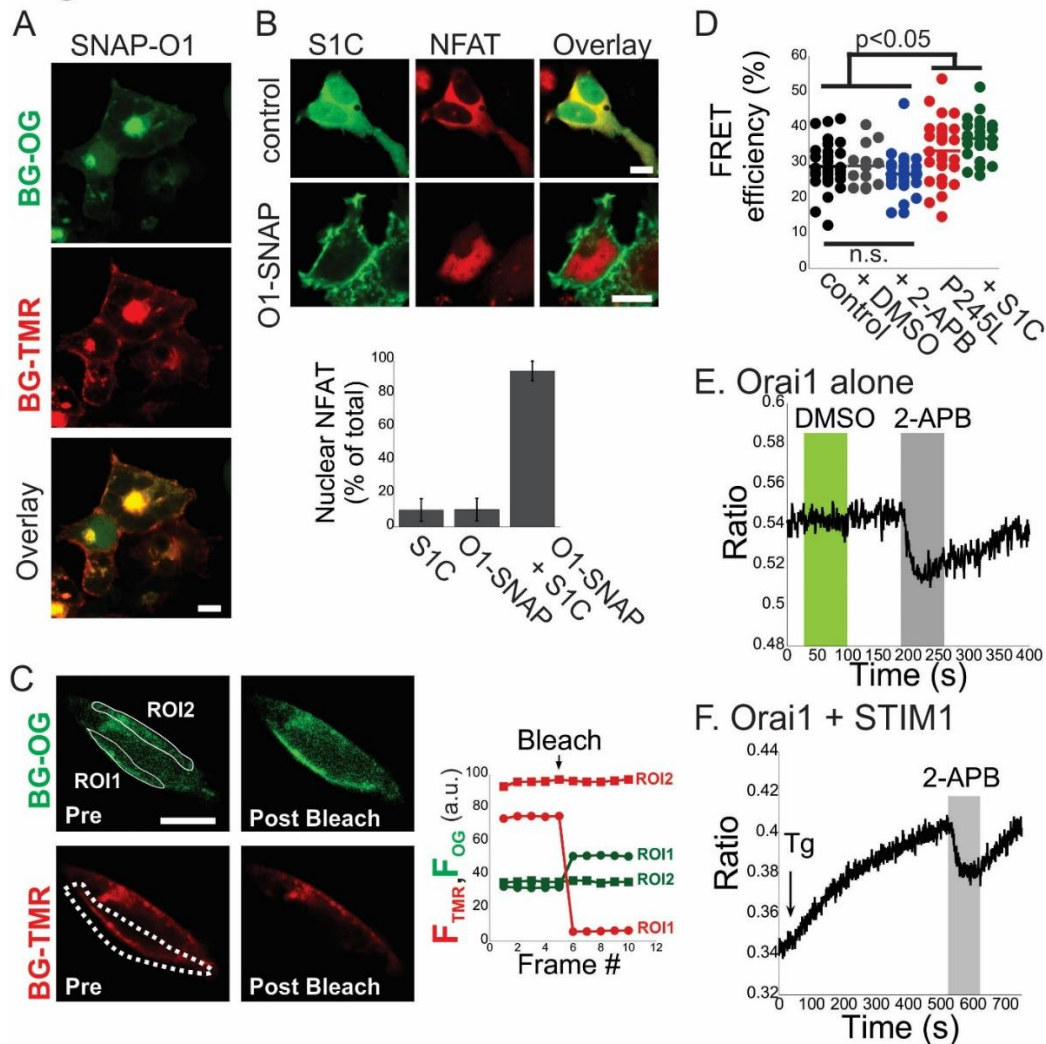 A
SNAP-O1
BG-OG
BG-TMR
Overlay
B
S1C
NFAT
Overlay
control
O1-SNAP
Nuclear NFAT
(% of total)
100
80
60
40
20
0
S1C
O1-SNAP
O1-SNAP
+ S1C
C
BG-OG
ROI2
ROI1
Pre
Post Bleach
BG-TMR
Pre
Post Bleach
Bleach
F TMR, F OG (a.u.)
100
80
60
40
20
0
ROI2
ROI1
ROI2
ROI1
0 2 4 6 8 10 12
Frame #
D
p<0.05
FRET
efficiency (%)
60
50
40
30
20
10
0
n.s.
control
+ DMSO
+ 2-APB
P245L
+ S1C
E. Orai1 alone
DMSO
2-APB
Ratio
0.6
0.58
0.56
0.54
0.52
0.5
0.48
0 50 100 150 200 250 300 350 400
Time (s)
F. Orai1 + STIM1
2-APB
Tg
Ratio
0.44
0.42
0.4
0.38
0.36
0.34
0.32
0 100 200 300 400 500 600 700
Time (s)